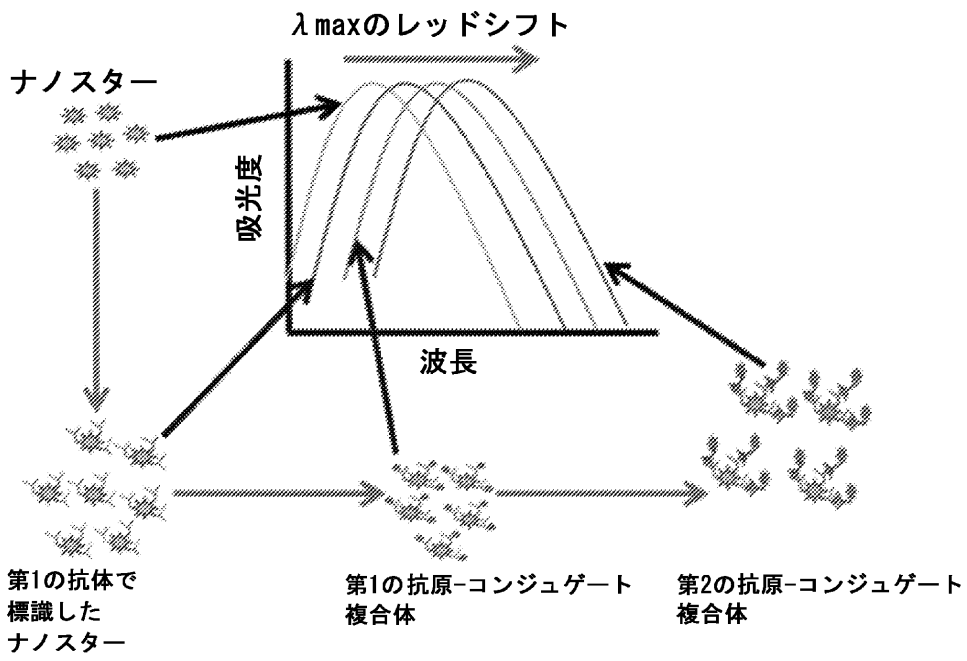 λmaxのレッドシフト
ナノスター
吸光度
波長
第1の抗体で
標識した
ナノスター
第1の抗原-コンジュゲート
複合体
第2の抗原-コンジュゲート
複合体